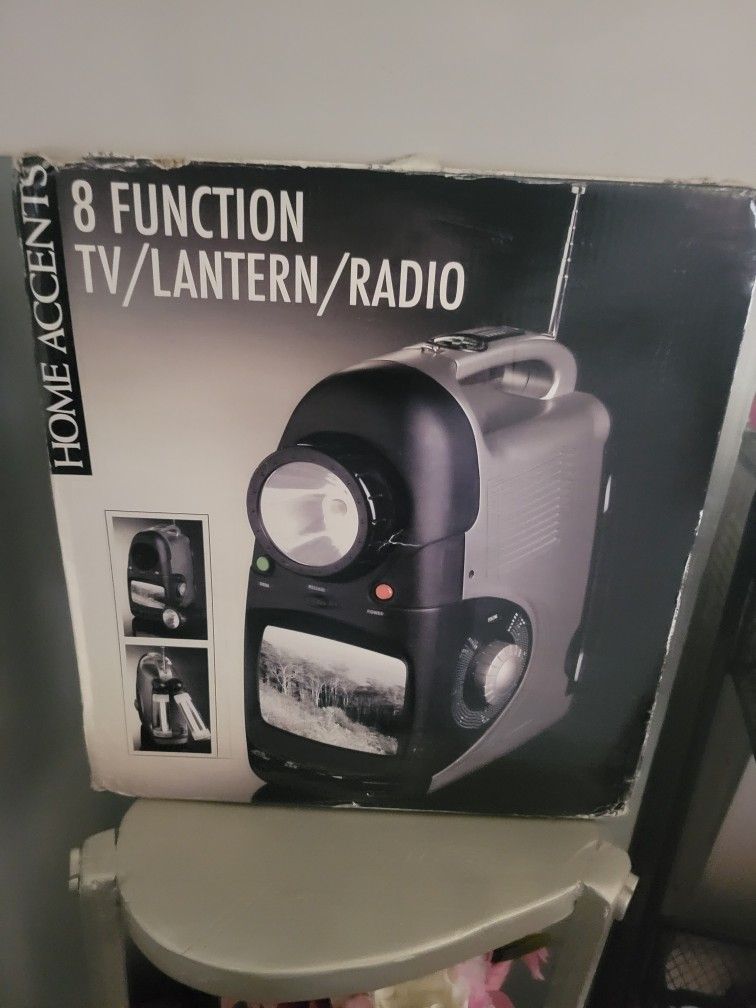 HOME ACCENTS
8 FUNCTION
TV/LANTERN/RADIO
POWER